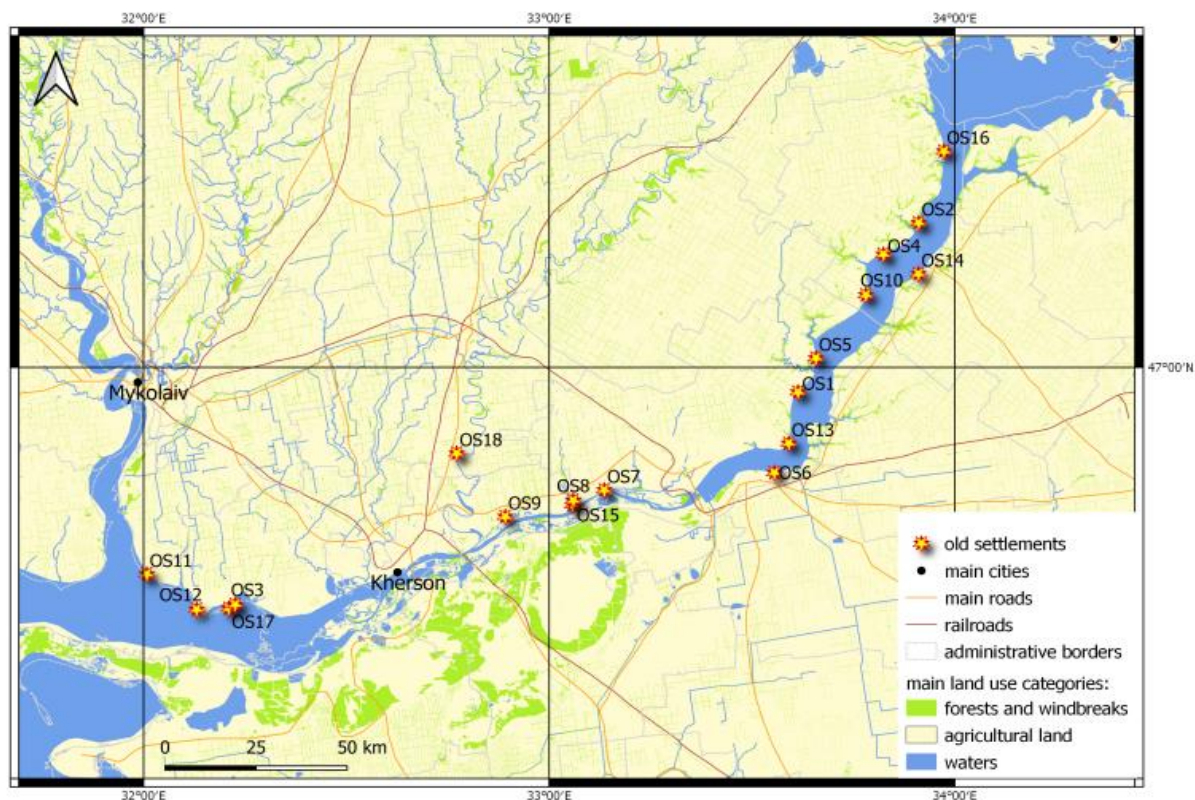 32°00'E
33°00'E
34°00'E
OS16
OS2
OS4
OS14
OS10
OS5
47°00'N
Mykolaiv
OS1
OS13
OS18
OS6
OS7
OS8
OS9
OS15
OS11
Kherson
OS3
OS12
OS17
old settlements
main cities
main roads
railroads
administrative borders
main land use categories:
forests and windbreaks
agricultural land
waters
0 25 50 km
32°00'E
33°00'E
34°00'E